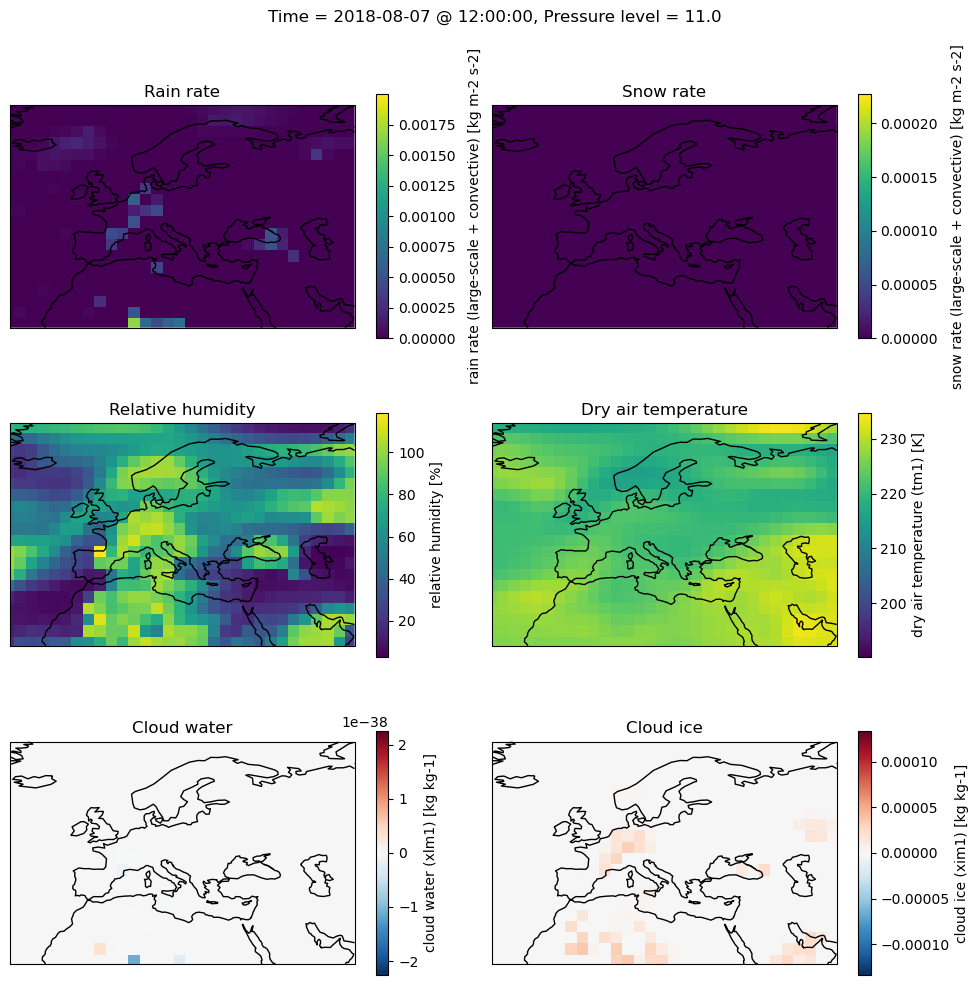 Time = 2018-08-07 @ 12:00:00, Pressure level = 11.0
Rain rate
0.00175
0.00150
0.00125
0.00100
0.00075
0.00050
0.00025
0.00000
rain rate (large-scale + convective) [kg m-2 s-2]
Snow rate
0.00020
0.00015
0.00010
0.00005
0.00000
snow rate (large-scale + convective) [kg m-2 s-2]
Relative humidity
100
80
60
40
20
relative humidity [%]
Dry air temperature
230
220
210
200
dry air temperature (tm1) [K]
Cloud water
1e−38
2
1
0
−1
−2
cloud water (xlm1) [kg kg-1]
Cloud ice
0.00010
0.00005
0.00000
−0.00005
−0.00010
cloud ice (xim1) [kg kg-1]